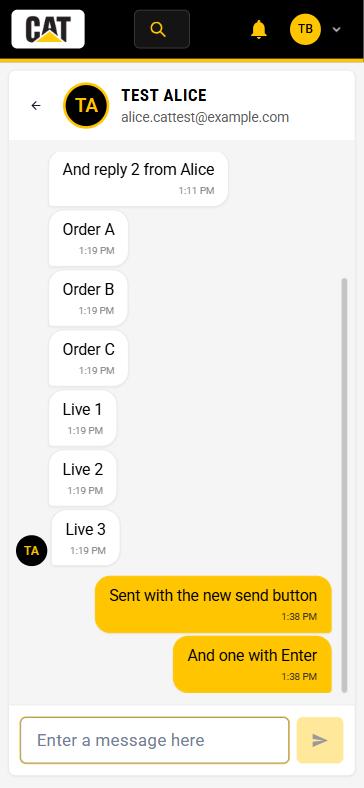 CAT
TB
TA
TEST ALICE
alice.cattest@example.com
And reply 2 from Alice
1:11 PM
Order A
1:19 PM
Order B
1:19 PM
Order C
1:19 PM
Live 1
1:19 PM
Live 2
1:19 PM
Live 3
1:19 PM
TA
Sent with the new send button
1:38 PM
And one with Enter
1:38 PM
Enter a message here